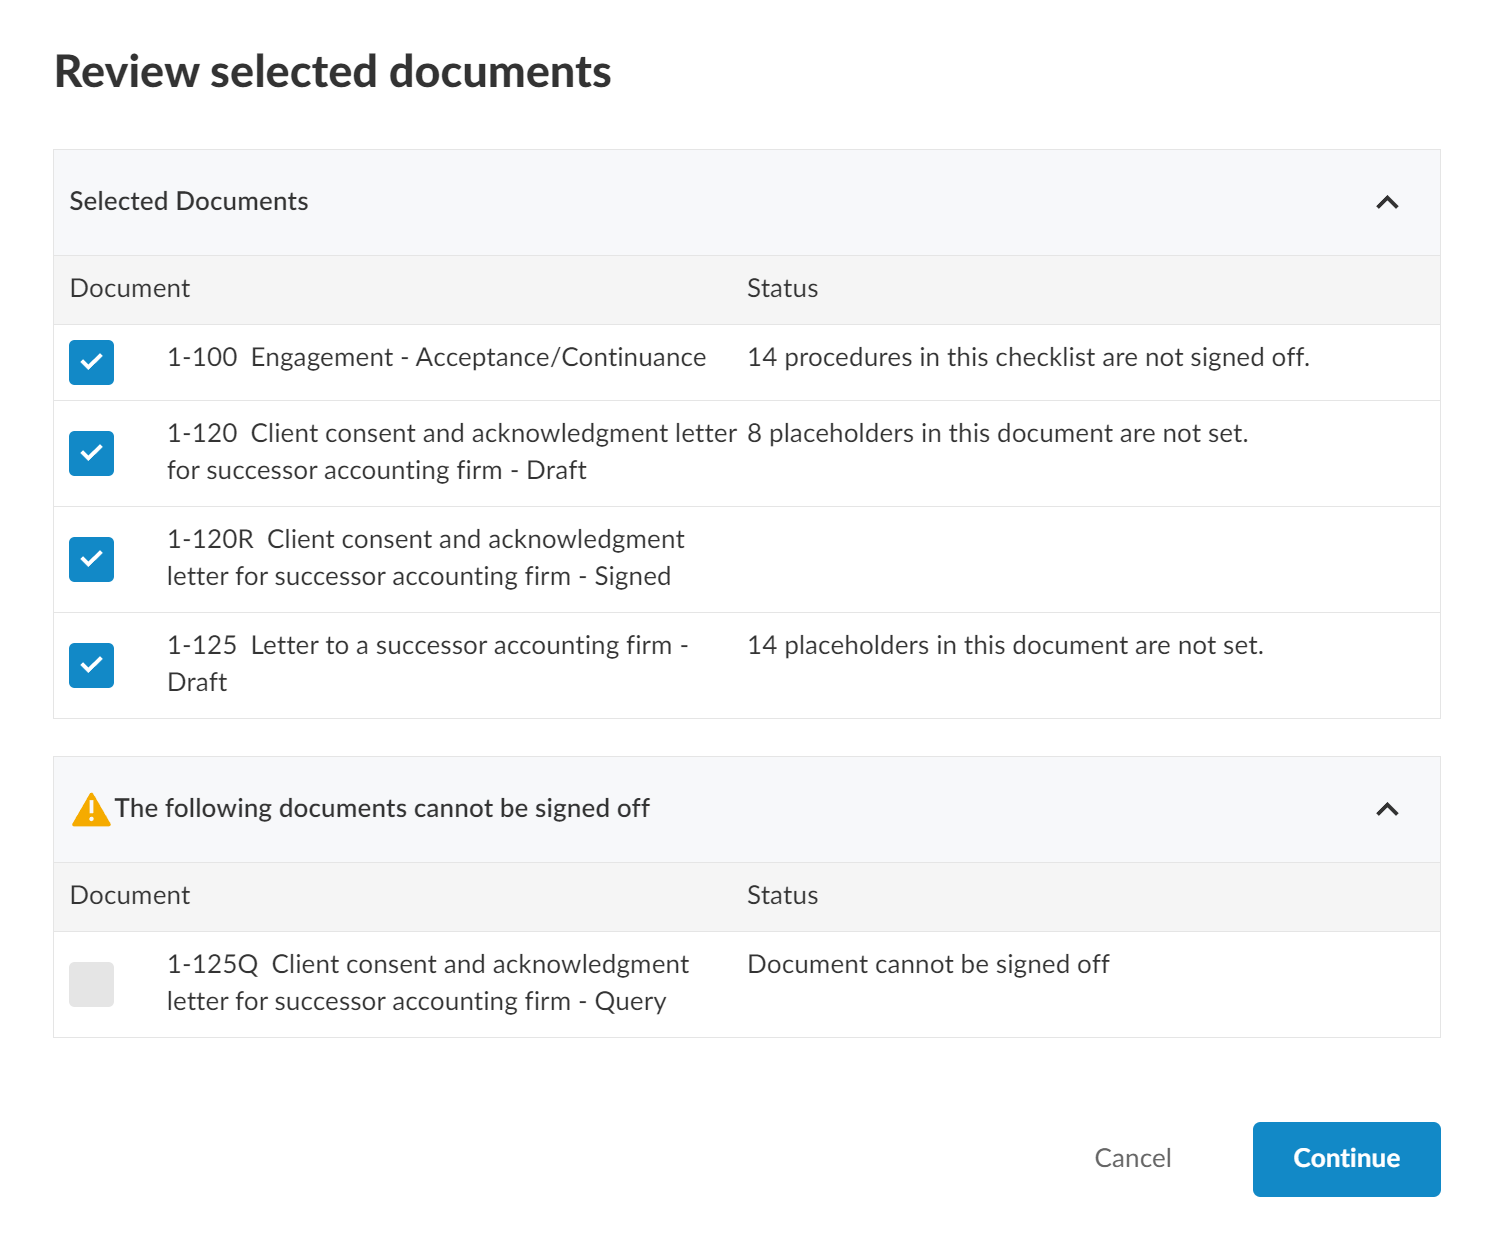 Review selected documents
Selected Documents
Document Status
1-100 Engagement - Acceptance/Continuance 14 procedures in this checklist are not signed off.
1-120 Client consent and acknowledgment letter 8 placeholders in this document are not set.
for successor accounting firm - Draft
1-120R Client consent and acknowledgment
letter for successor accounting firm - Signed
1-125 Letter to a successor accounting firm - 14 placeholders in this document are not set.
Draft
The following documents cannot be signed off
Document Status
1-125Q Client consent and acknowledgment Document cannot be signed off
letter for successor accounting firm - Query
Cancel Continue